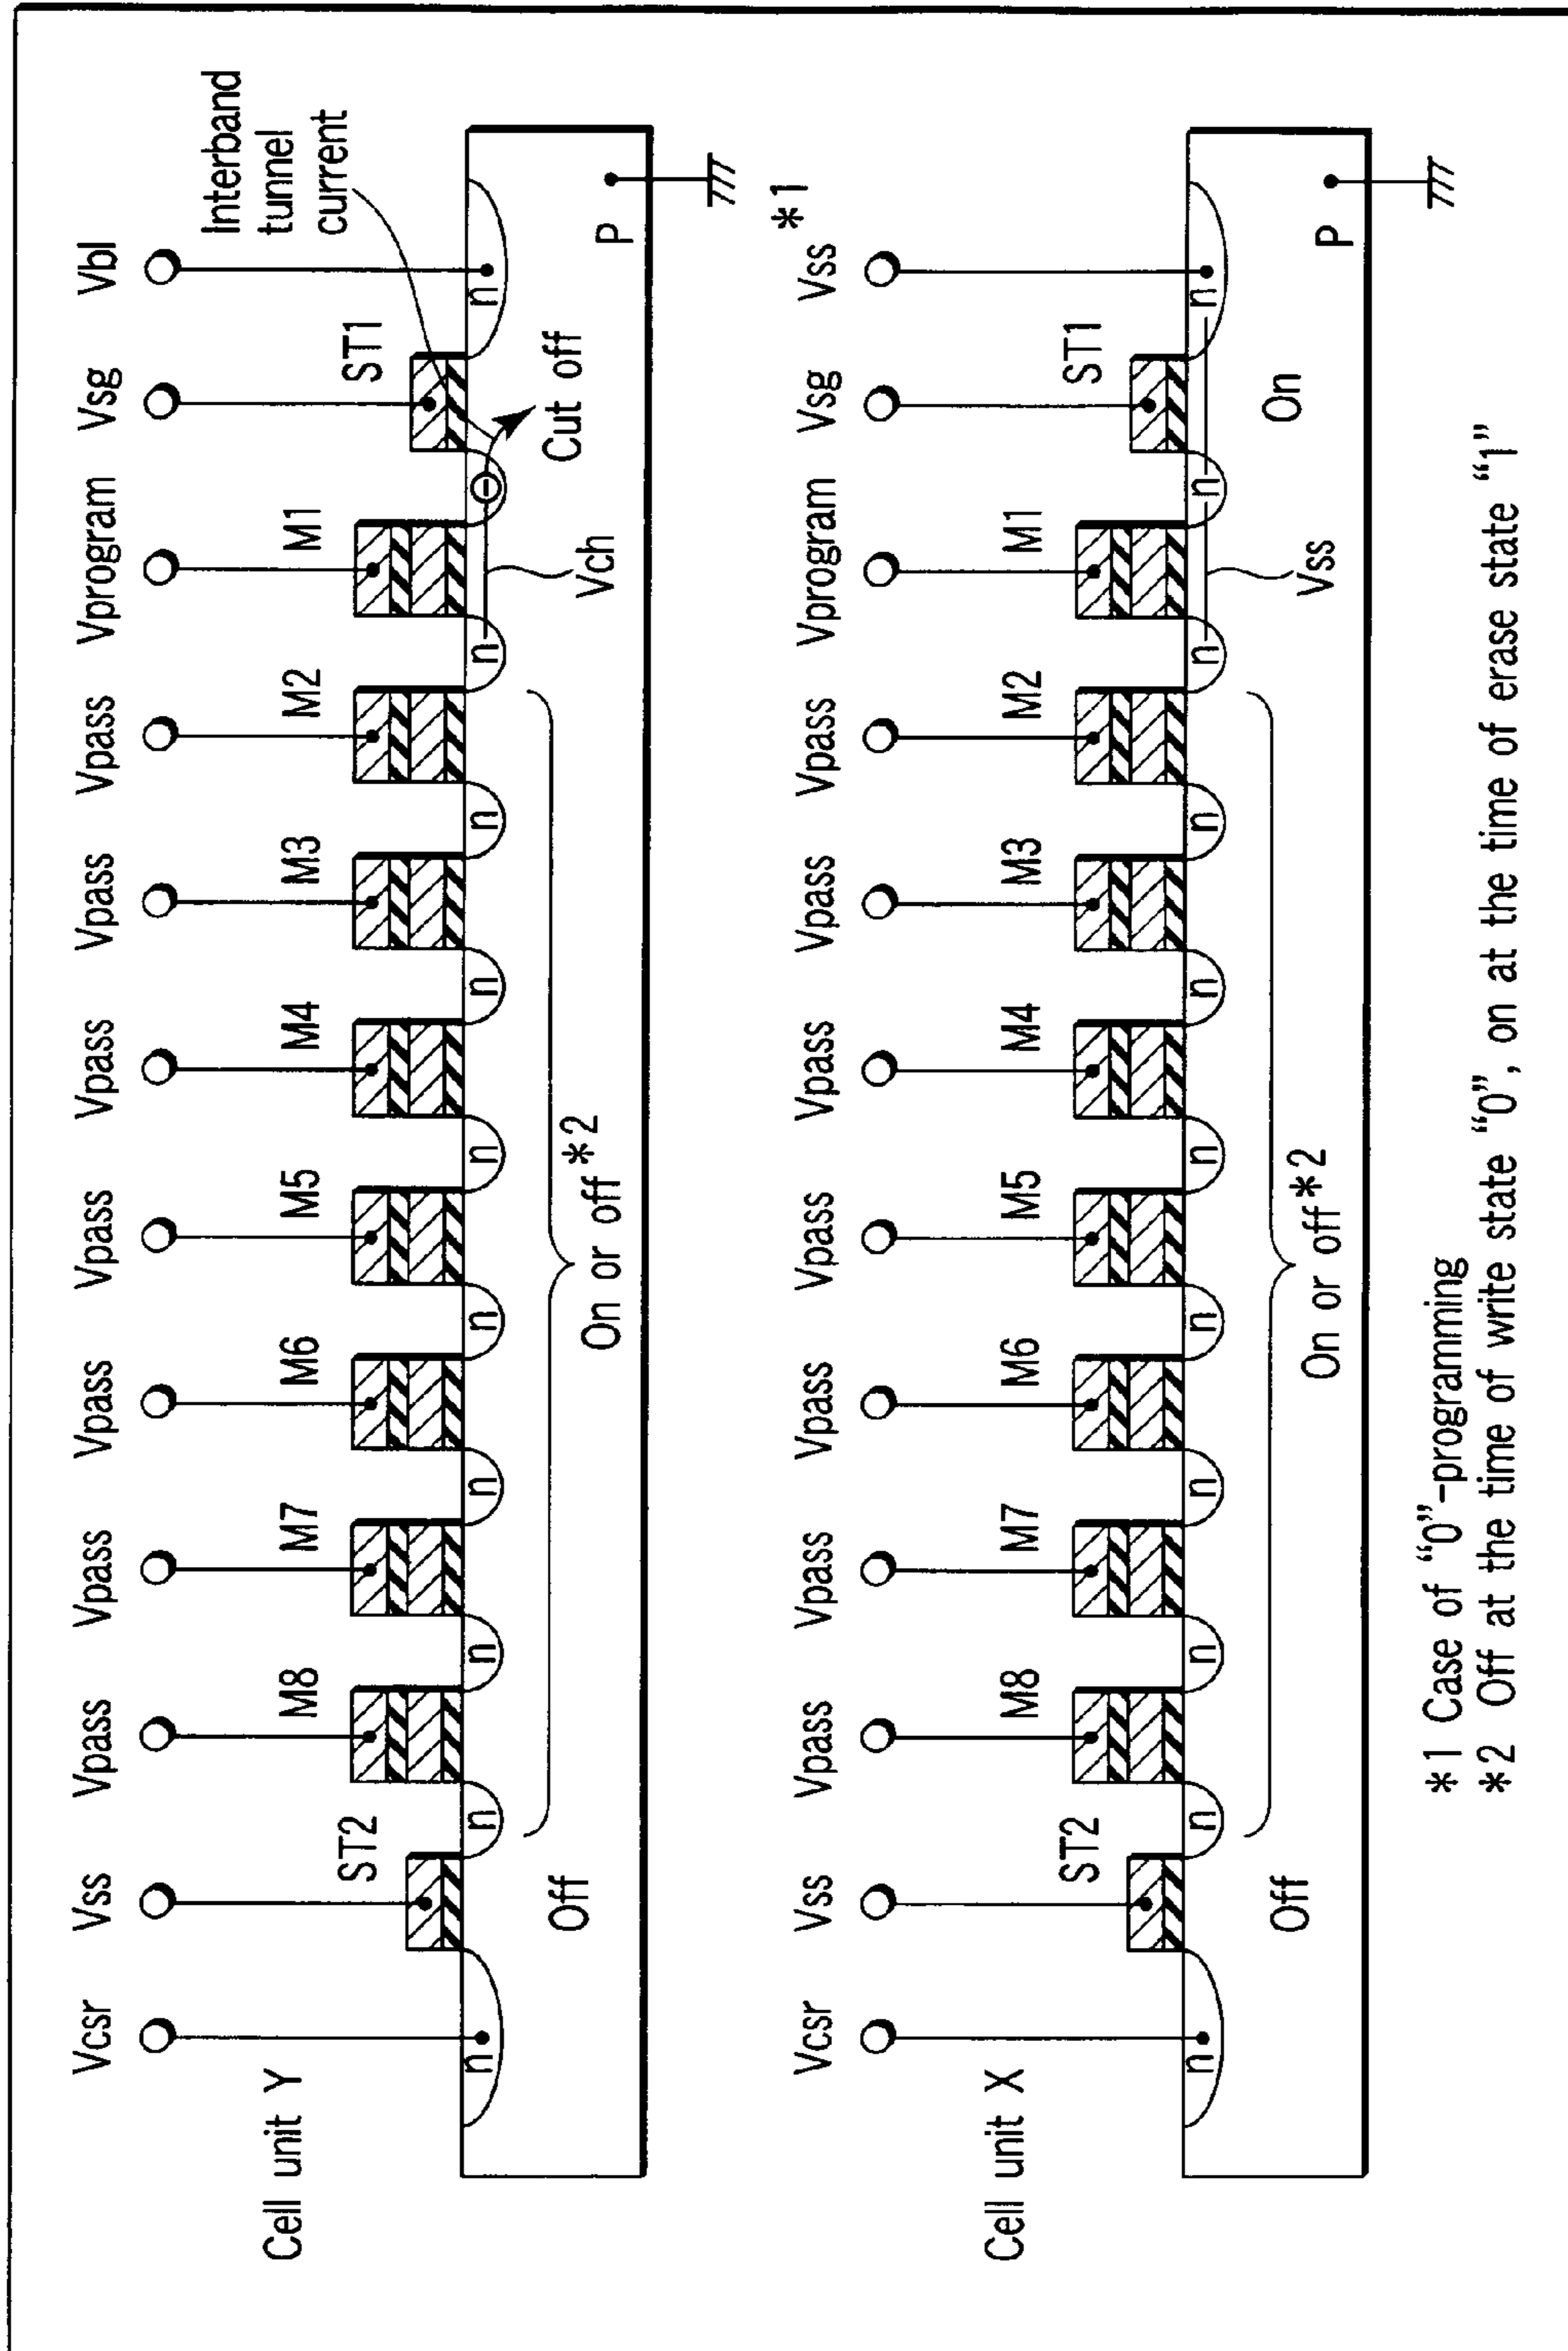 Vcsr Vss Vpass Vpass Vpass Vpass Vpass Vpass Vpass Vprogram Vsg Vbl
Interband
tunnel
current
Cell unit Y
ST2 M8 M7 M6 M5 M4 M3 M2 M1 ST1
n n n n n n n n n n
Off
On or off*2
Vch
Cut off
P
*1
Vcsr Vss Vpass Vpass Vpass Vpass Vpass Vpass Vpass Vprogram Vsg Vss
Cell unit X
ST2 M8 M7 M6 M5 M4 M3 M2 M1 ST1
n n n n n n n n n n n
Off
On or off*2
Vss
On
P
*1 Case of “0”-programming
*2 Off at the time of write state “0”, on at the time of erase state “1”